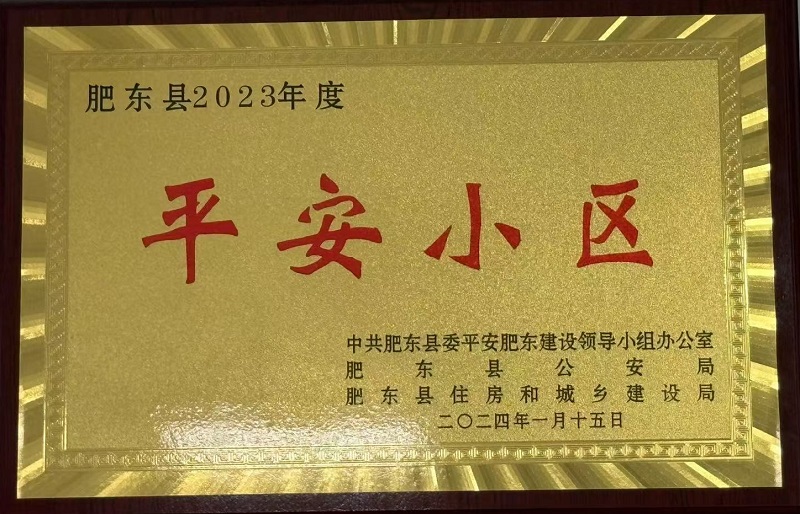 肥东县2023年度
平安小区
中共肥东县委平安肥东建设领导小组办公室
肥东县公安局
肥东县住房和城乡建设局
二〇二四年一月十五日